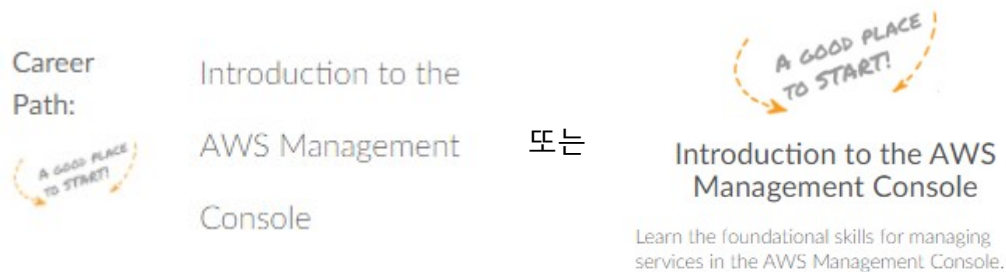 Career
Path:
A GOOD PLACE
TO START!
Introduction to the
AWS Management
Console
또는
A GOOD PLACE
TO START!
Introduction to the AWS
Management Console
Learn the foundational skills for managing
services in the AWS Management Console.